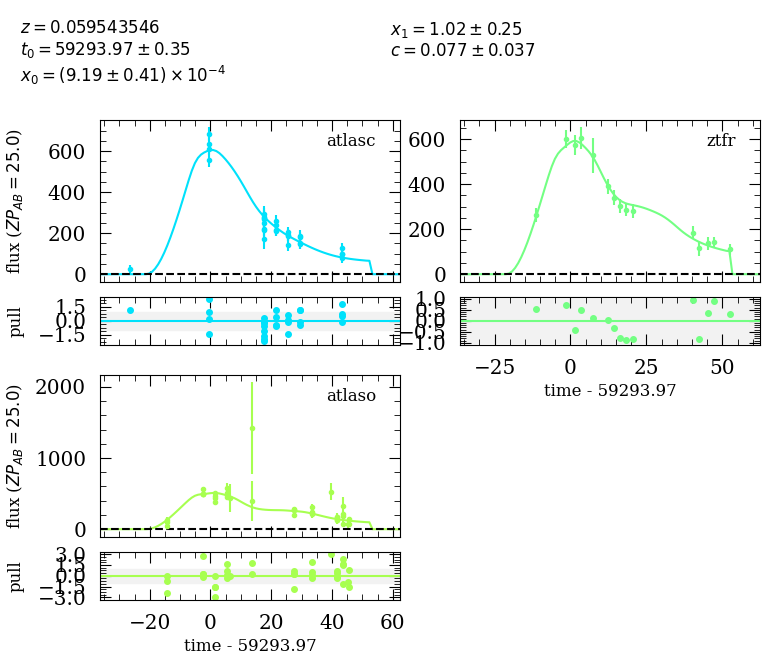 z = 0.059543546
t₀ = 59293.97 ± 0.35
x₀ = (9.19 ± 0.41) × 10⁻⁴
x₁ = 1.02 ± 0.25
c = 0.077 ± 0.037
flux (ZP_AB = 25.0)
600
400
200
0
atlasc
600
400
200
0
ztfr
pull
1.5
0.0
−1.5
1.0
0.5
0.0
−0.5
−1.0
−25 0 25 50
time - 59293.97
flux (ZP_AB = 25.0)
2000
1000
0
atlaso
pull
3.0
1.5
0.0
−1.5
−3.0
−20 0 20 40 60
time - 59293.97